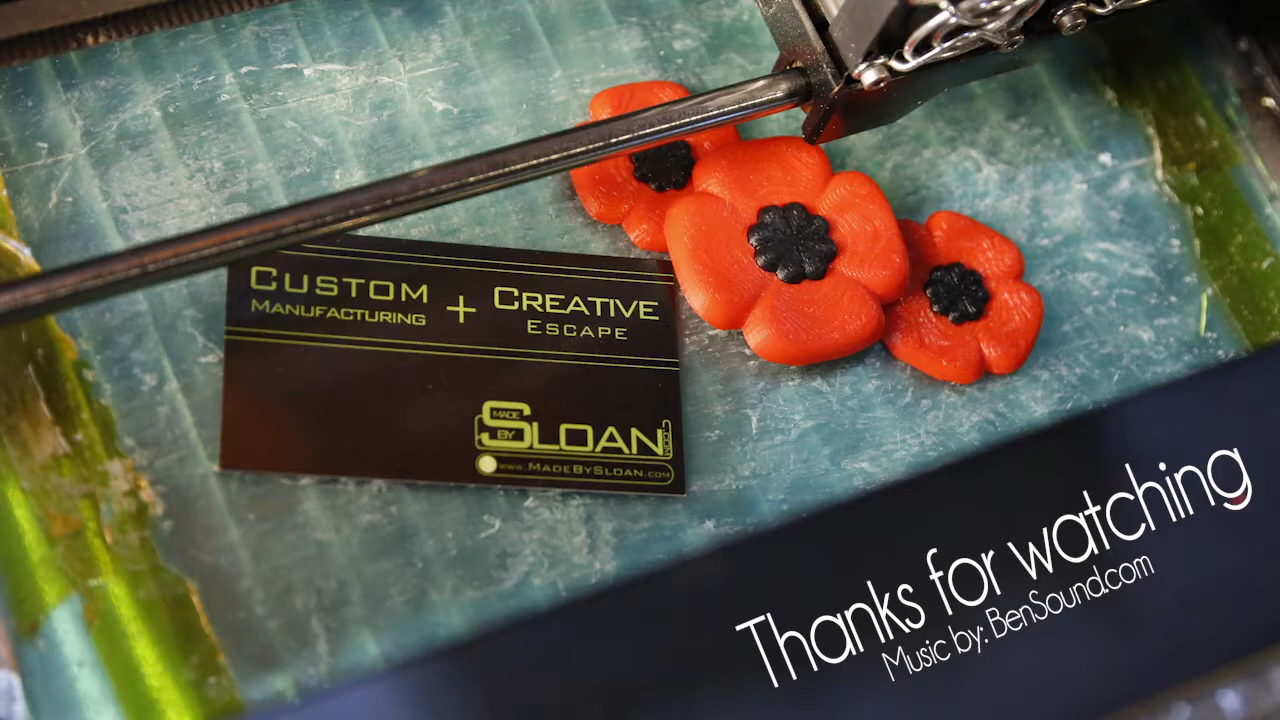 CUSTOM
MANUFACTURING
+
CREATIVE
ESCAPE
MADE
BY
SLOAN
.COM
www.MADEBYSLOAN.COM
Thanks for watching
Music by: BenSound.com